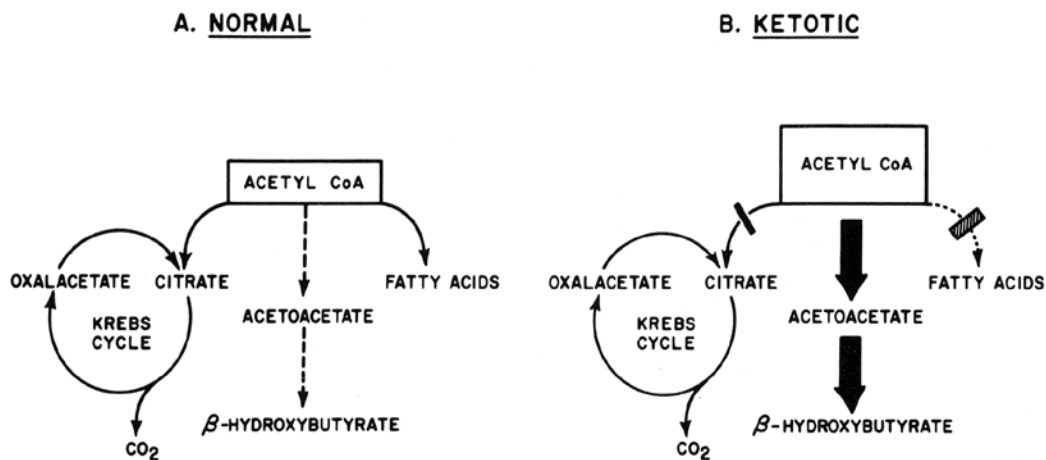 A. NORMAL
ACETYL CoA
OXALACETATE
CITRATE
FATTY ACIDS
KREBS
CYCLE
ACETOACETATE
β-HYDROXYBUTYRATE
CO2
B. KETOTIC
ACETYL CoA
OXALACETATE
CITRATE
FATTY ACIDS
KREBS
CYCLE
ACETOACETATE
β-HYDROXYBUTYRATE
CO2